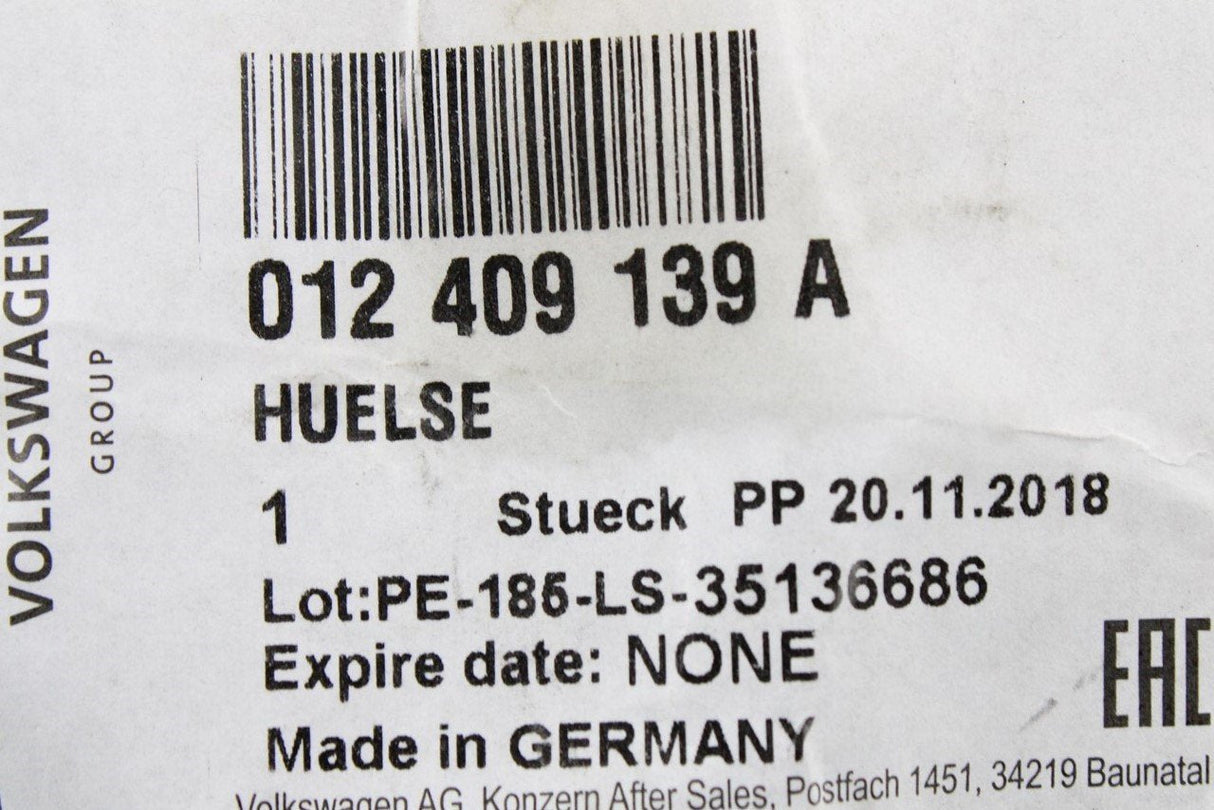 VOLKSWAGEN
GROUP
012 409 139 A
HUELSE
1 Stueck PP 20.11.2018
Lot:PE-186-LS-35136686
Expire date: NONE
Made in GERMANY
EAC
Volkswagen AG, Konzern After Sales, Postfach 1451, 34219 Baunatal